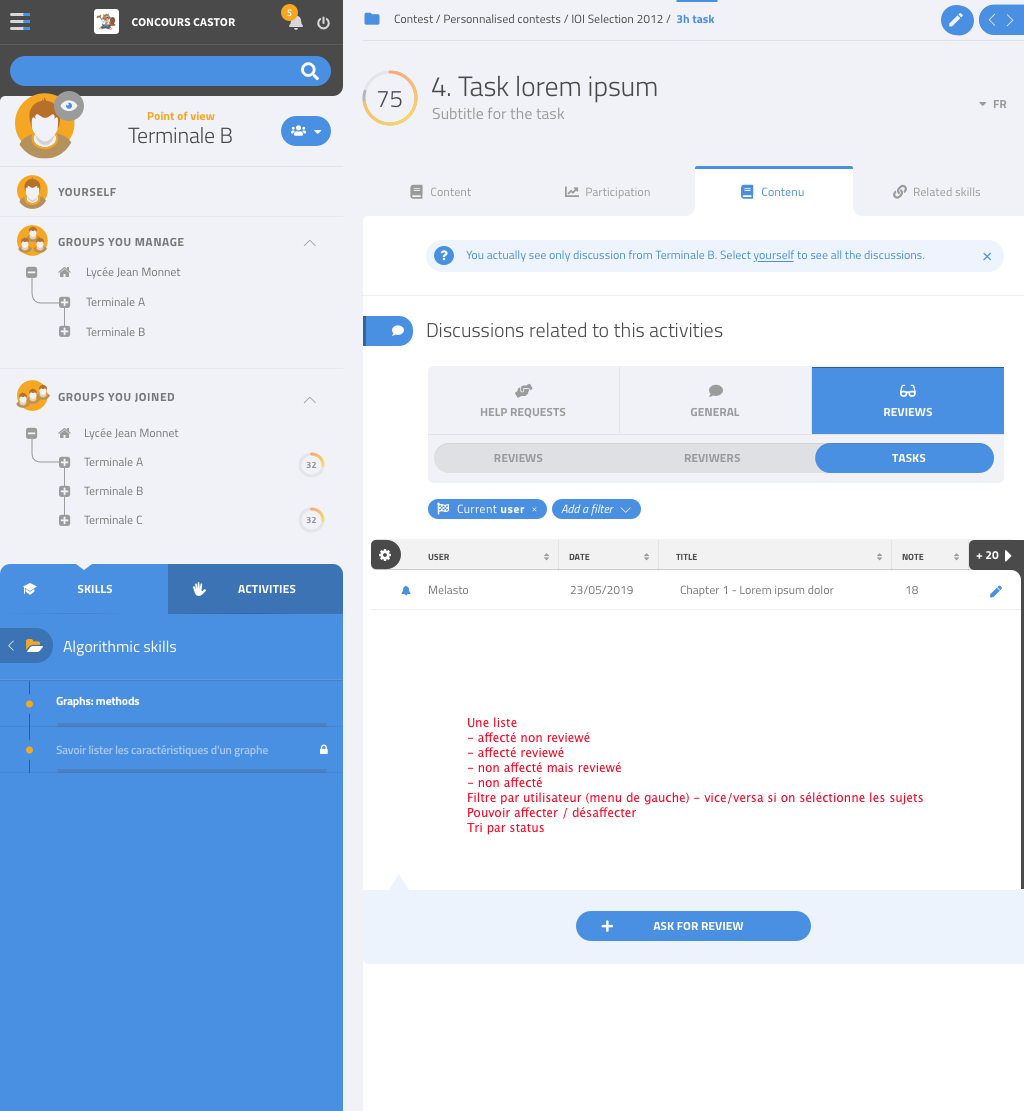 CONCOURS CASTOR
5
Point of view
Terminale B
YOURSELF
GROUPS YOU MANAGE
Lycée Jean Monnet
Terminale A
Terminale B
GROUPS YOU JOINED
Lycée Jean Monnet
Terminale A
32
Terminale B
Terminale C
32
SKILLS
ACTIVITIES
Algorithmic skills
Graphs: methods
Savoir lister les caractéristiques d'un graphe
Contest / Personnalised contests / IOI Selection 2012 / 3h task
75
4. Task lorem ipsum
Subtitle for the task
FR
Content
Participation
Contenu
Related skills
? You actually see only discussion from Terminale B. Select yourself to see all the discussions. ×
Discussions related to this activities
HELP REQUESTS
GENERAL
REVIEWS
REVIEWS
REVIWERS
TASKS
Current user ×
Add a filter
USER
DATE
TITLE
NOTE
+ 20
Melasto
23/05/2019
Chapter 1 - Lorem ipsum dolor
18
Une liste
- affecté non reviewé
- affecté reviewé
- non affecté mais reviewé
- non affecté
Filtre par utilisateur (menu de gauche) - vice/versa si on séléctionne les sujets
Pouvoir affecter / désaffecter
Tri par status
+ ASK FOR REVIEW